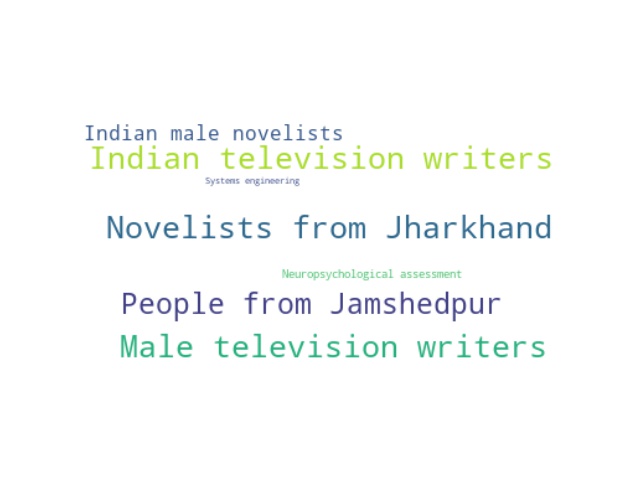 Indian male novelists
Indian television writers
Systems engineering
Novelists from Jharkhand
Neuropsychological assessment
People from Jamshedpur
Male television writers